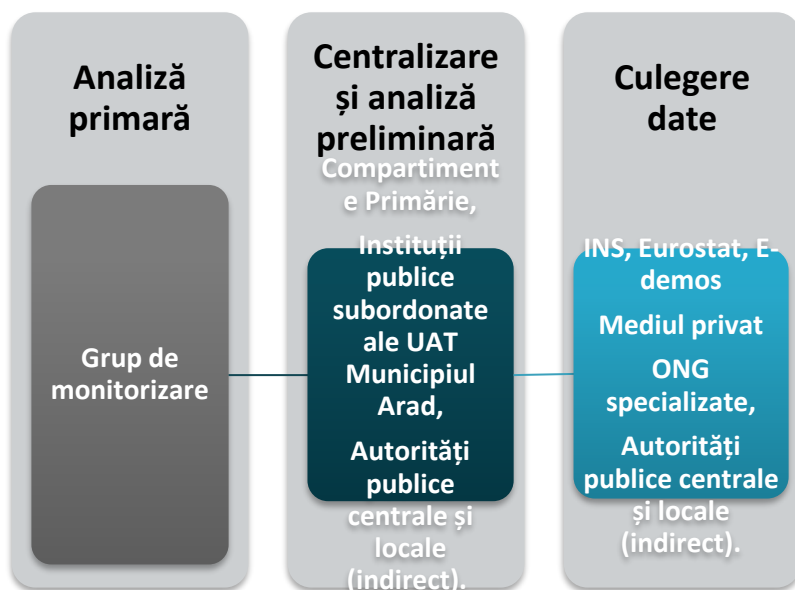 Analiză
primară
Grup de
monitorizare
Centralizare
și analiză
preliminară
Compartiment
e Primărie,
Instituții
publice
subordonate
ale UAT
Municipiul
Arad,
Autorități
publice
centrale și
locale
(indirect).
Culegere
date
INS, Eurostat, E-
demos
Mediul privat
ONG
specializate,
Autorități
publice centrale
și locale
(indirect).